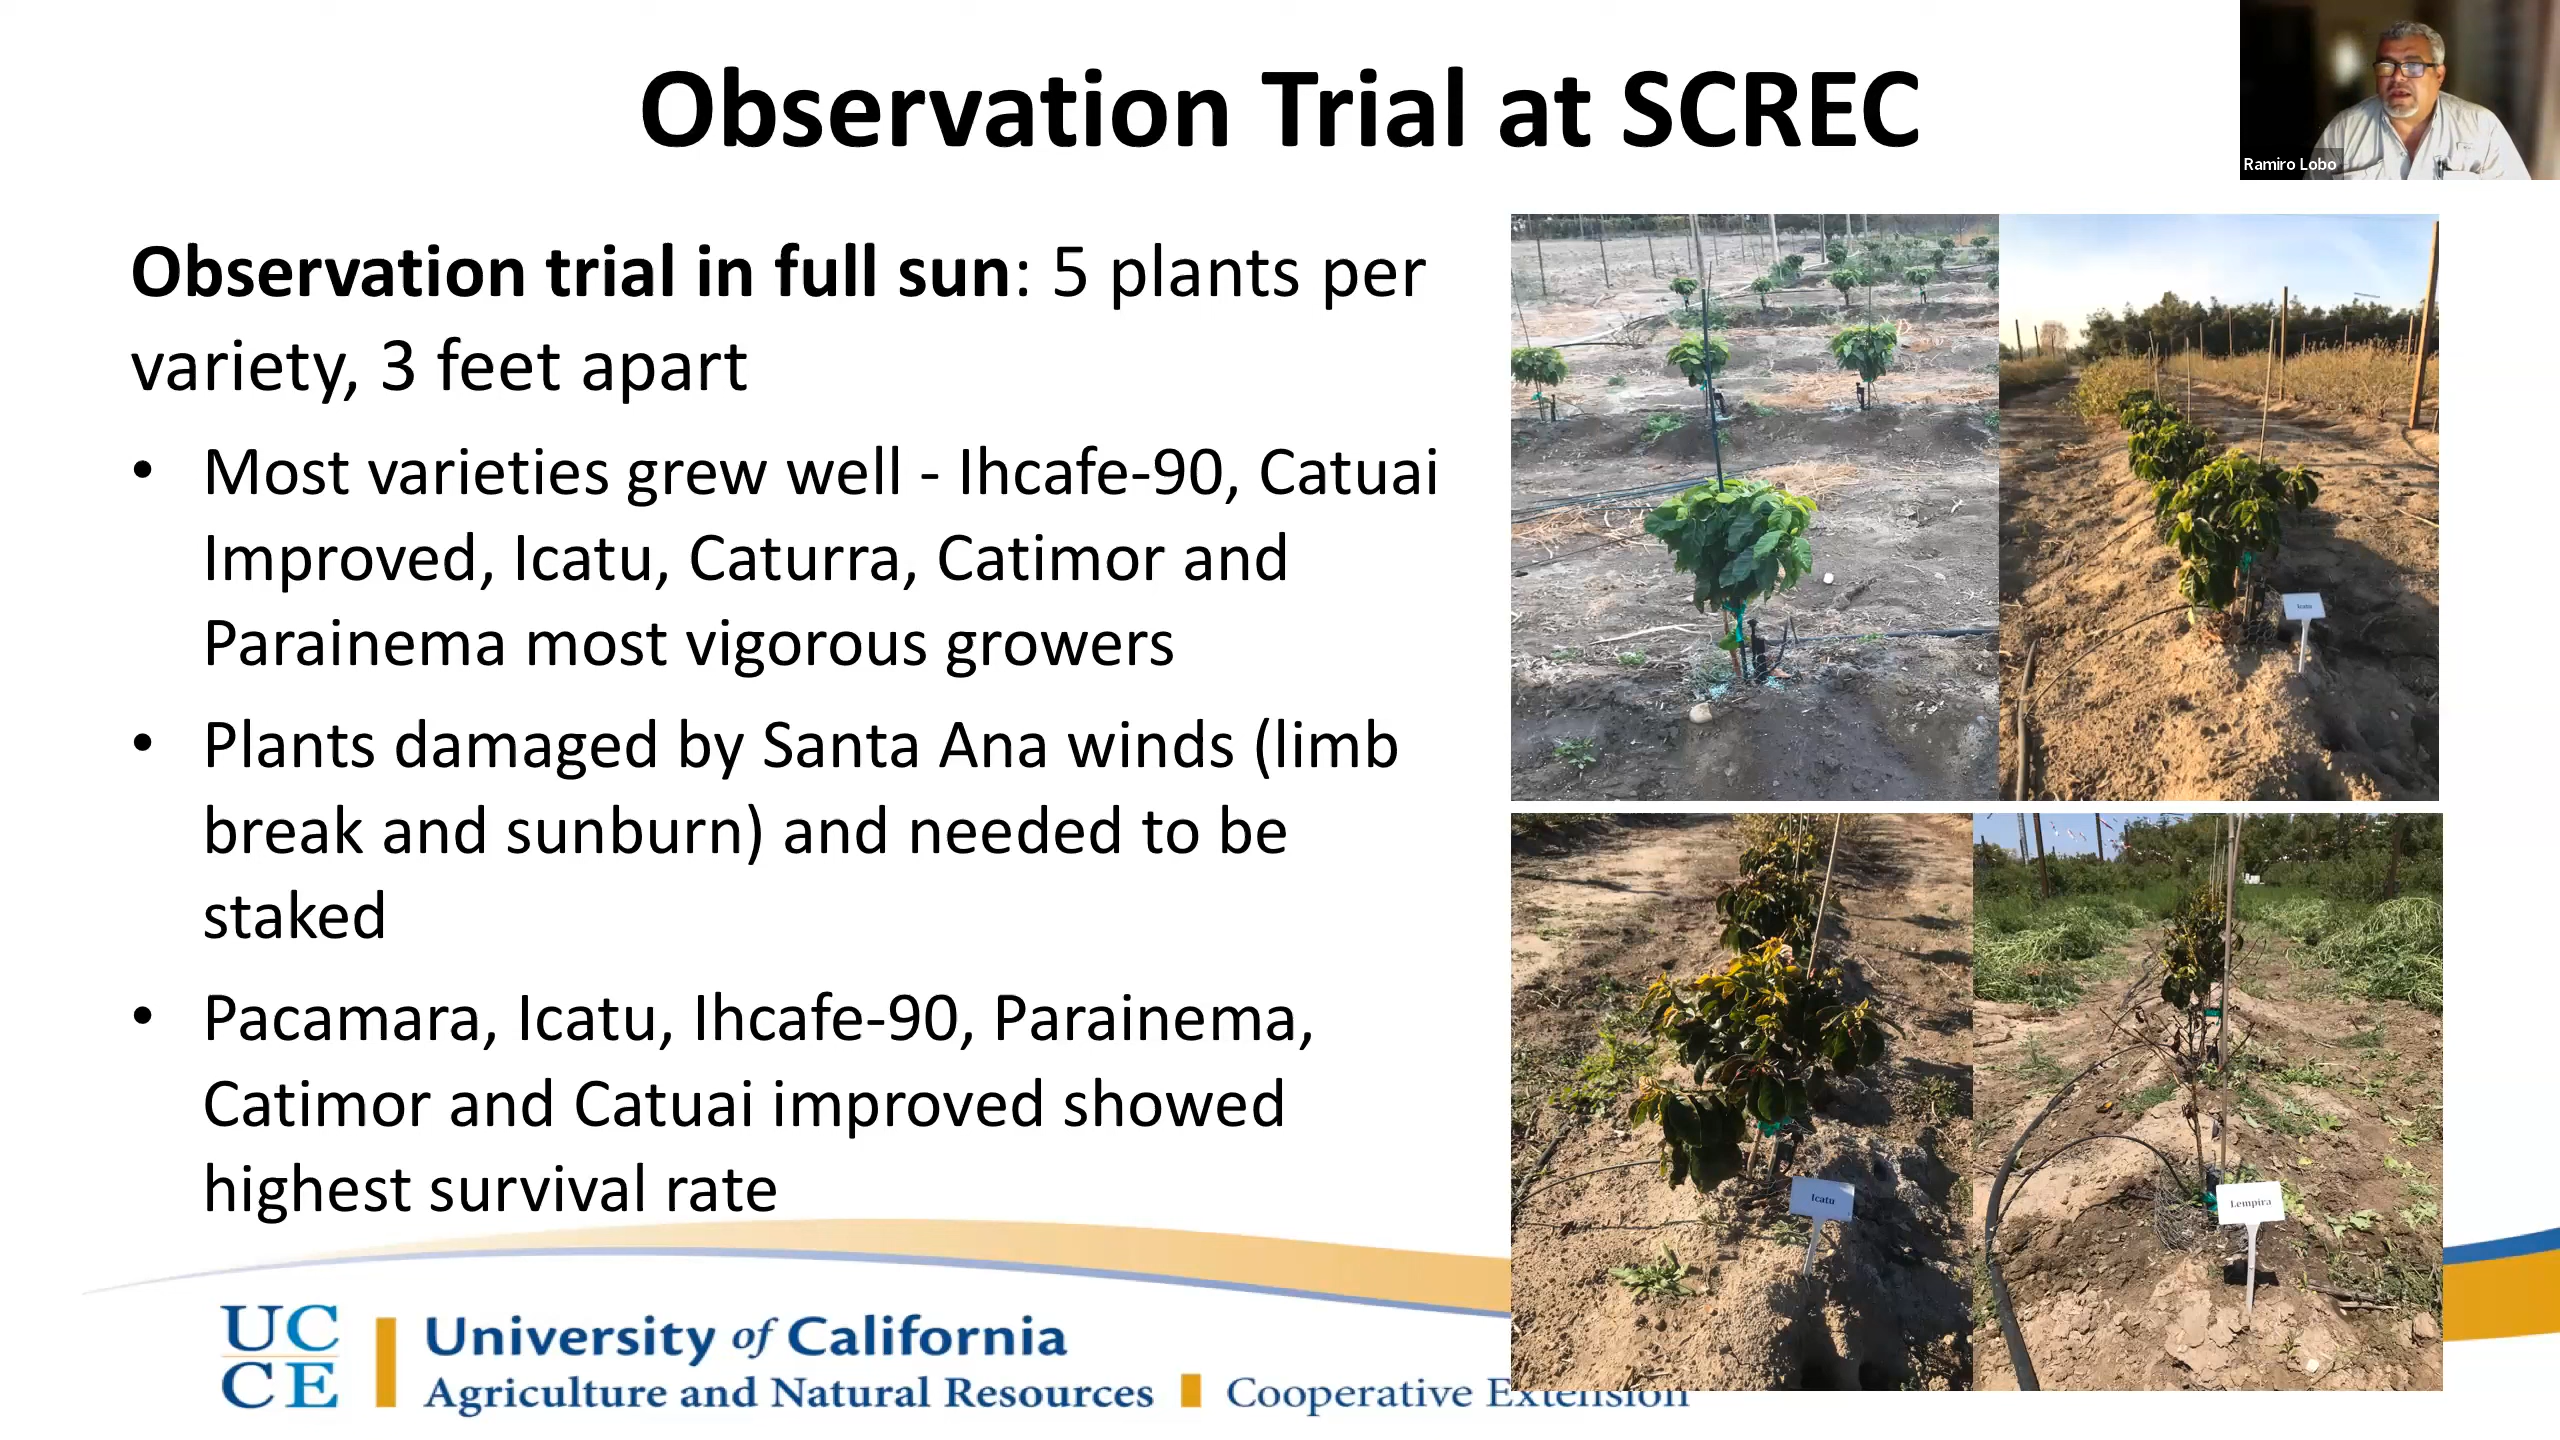 Observation Trial at SCREC
Ramiro Lobo
Observation trial in full sun: 5 plants per
variety, 3 feet apart
• Most varieties grew well - Ihcafe-90, Catuai
Improved, Icatu, Caturra, Catimor and
Parainema most vigorous growers
• Plants damaged by Santa Ana winds (limb
break and sunburn) and needed to be
staked
• Pacamara, Icatu, Ihcafe-90, Parainema,
Catimor and Catuai improved showed
highest survival rate
Icatu
Icatu
Lempira
UC
CE
University of California
Agriculture and Natural Resources Cooperative Extension